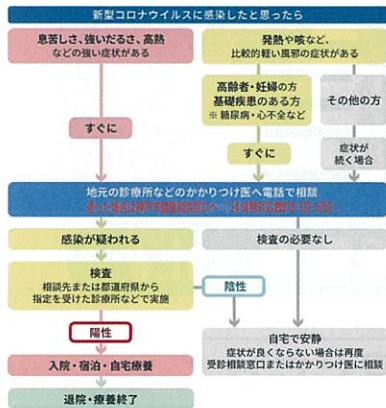 新型コロナウイルスに感染したと思ったら
息苦しさ、強いだるさ、高熱
などの強い症状がある
発熱や咳など、
比較的軽い風邪の症状がある
高齢者・妊婦の方
基礎疾患のある方
※ 糖尿病・心不全など
その他の方
すぐに
すぐに
症状が
続く場合
地元の診療所などのかかりつけ医へ電話で相談
感染が疑われる
検査の必要なし
検査
相談先または都道府県から
指定を受けた診療所などで実施
陰性
陽性
自宅で安静
症状が良くならない場合は再度
受診相談窓口またはかかりつけ医に相談
入院・宿泊・自宅療養
退院・療養終了